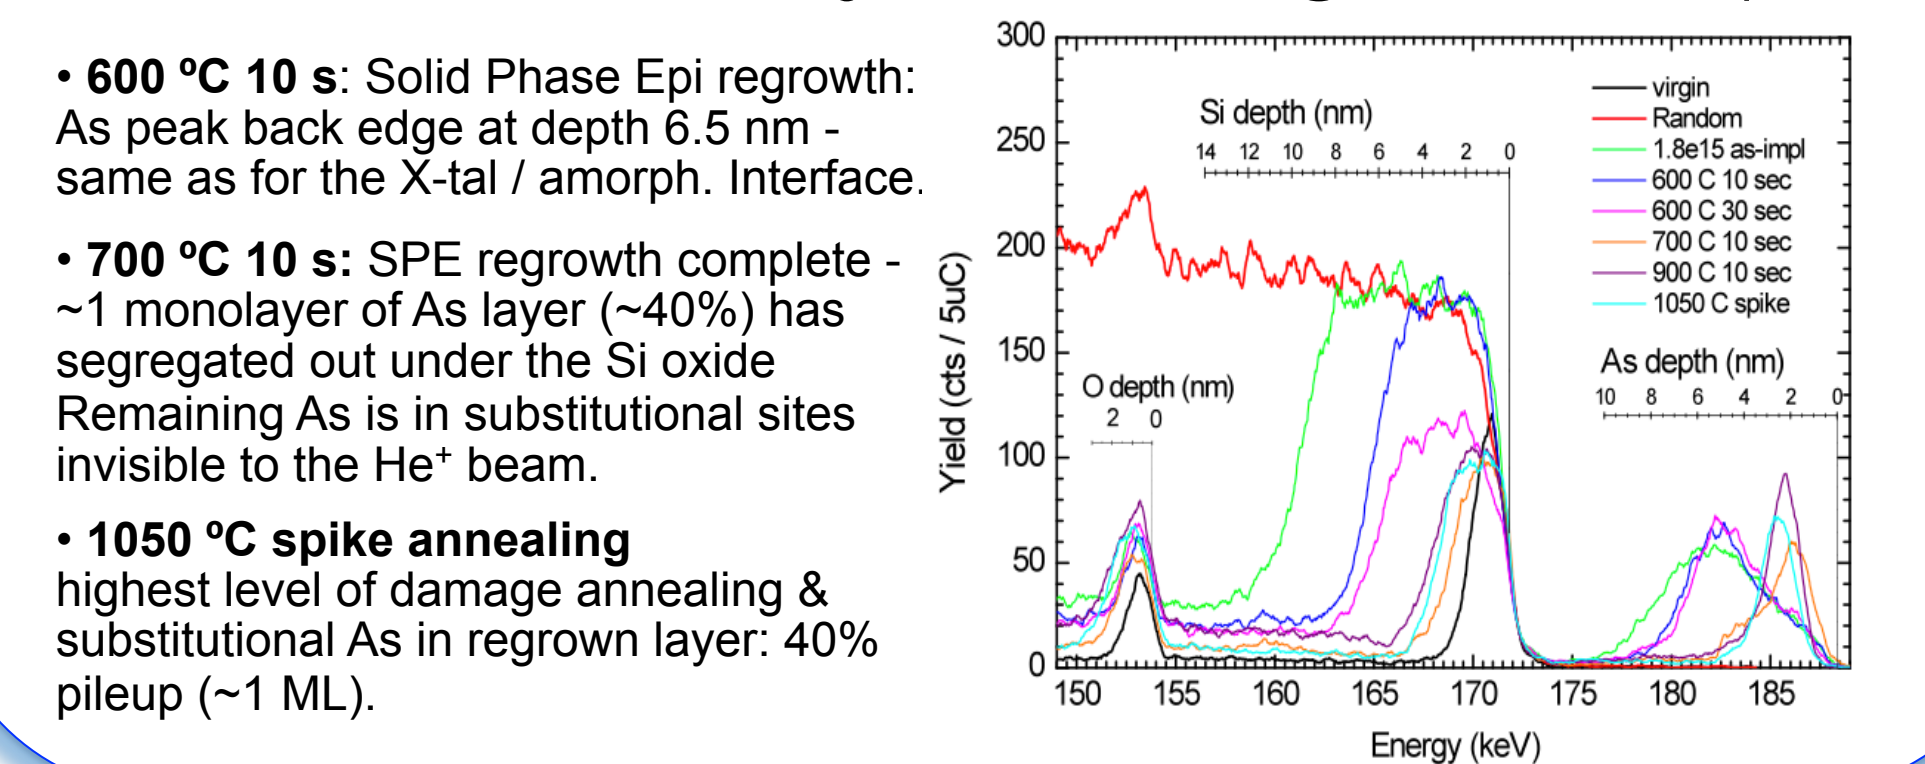 • 600 ºC 10 s: Solid Phase Epi regrowth:
As peak back edge at depth 6.5 nm -
same as for the X-tal / amorph. Interface.
• 700 ºC 10 s: SPE regrowth complete -
~1 monolayer of As layer (~40%) has
segregated out under the Si oxide
Remaining As is in substitutional sites
invisible to the He⁺ beam.
• 1050 ºC spike annealing
highest level of damage annealing &
substitutional As in regrown layer: 40%
pileup (~1 ML).
300
250
200
150
100
50
0
Yield (cts / 5uC)
Si depth (nm)
14 12 10 8 6 4 2 0
virgin
Random
1.8e15 as-impl
600 C 10 sec
600 C 30 sec
700 C 10 sec
900 C 10 sec
1050 C spike
As depth (nm)
10 8 6 4 2 0
O depth (nm)
2 0
150 155 160 165 170 175 180 185
Energy (keV)